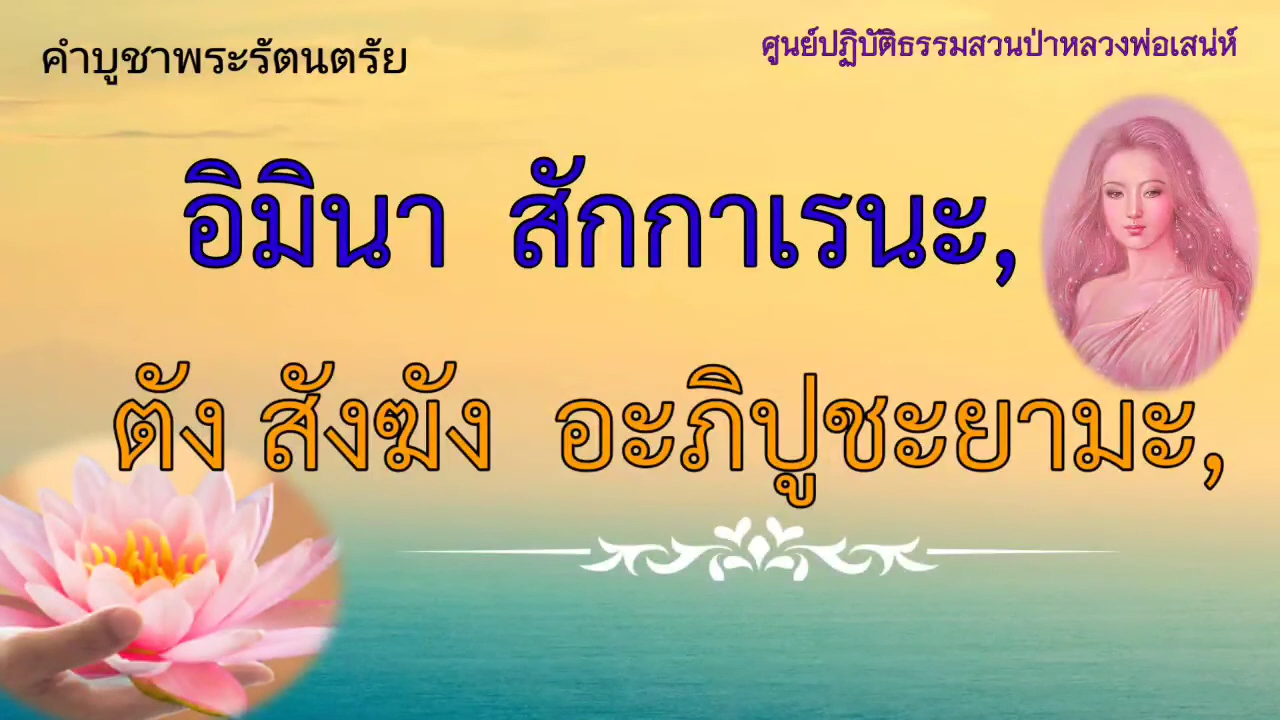 คำบูชาพระรัตนตรัย
ศูนย์ปฏิบัติธรรมสวนป่าหลวงพ่อเสน่ห์
อิมินา สักกาเรนะ,
ตัง สังฆัง อะภิปูชะยามะ,